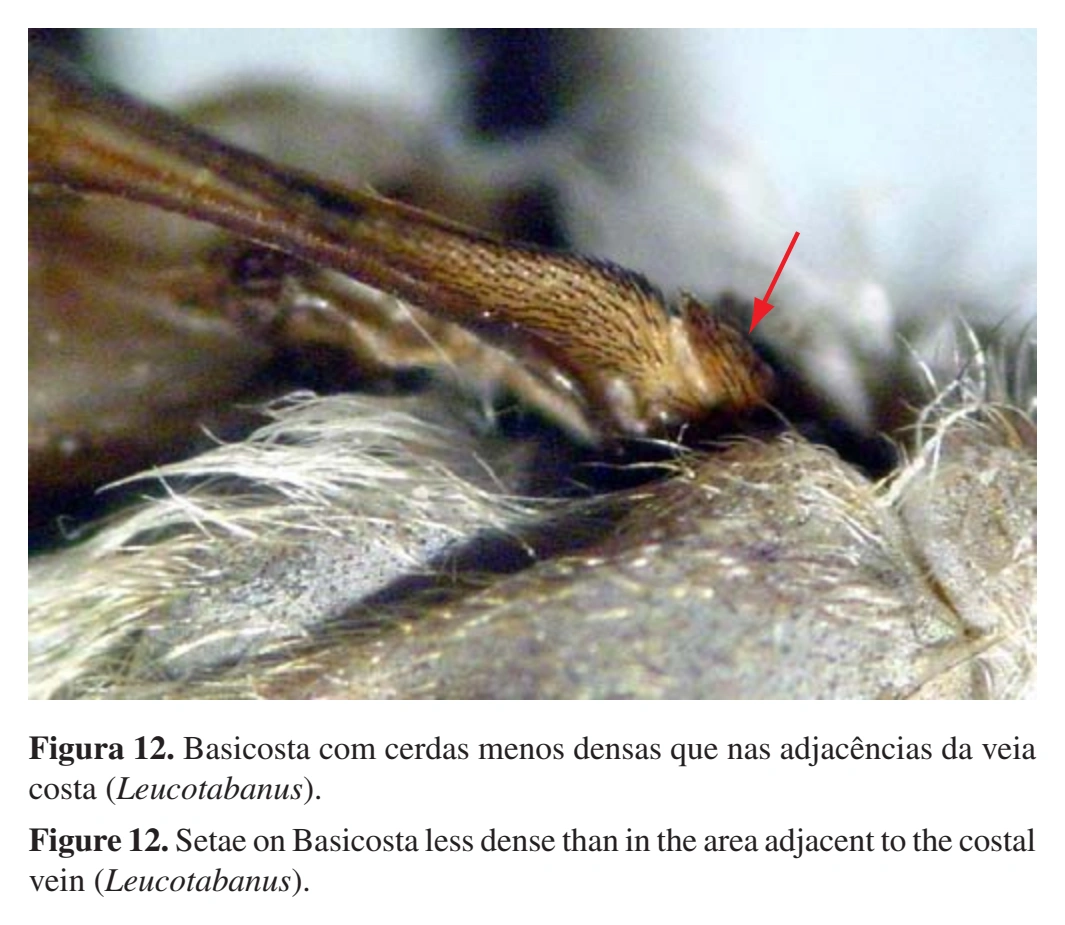 Figura 12. Basicosta com cerdas menos densas que nas adjacências da veia
costa (Leucotabanus).
Figure 12. Setae on Basicosta less dense than in the area adjacent to the costal
vein (Leucotabanus).